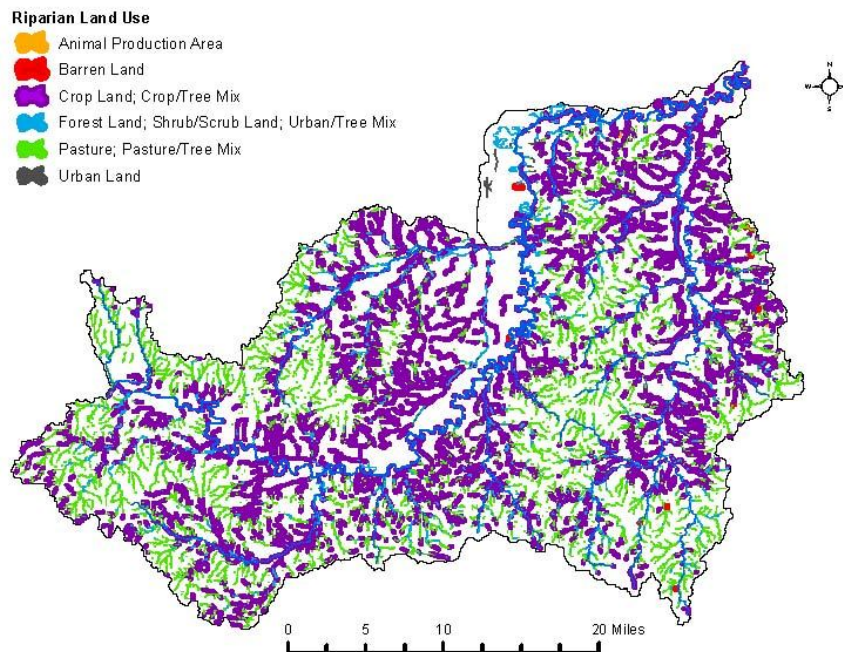 Riparian Land Use
Animal Production Area
Barren Land
Crop Land; Crop/Tree Mix
Forest Land; Shrub/Scrub Land; Urban/Tree Mix
Pasture; Pasture/Tree Mix
Urban Land
N
W E
S
0 5 10 20 Miles